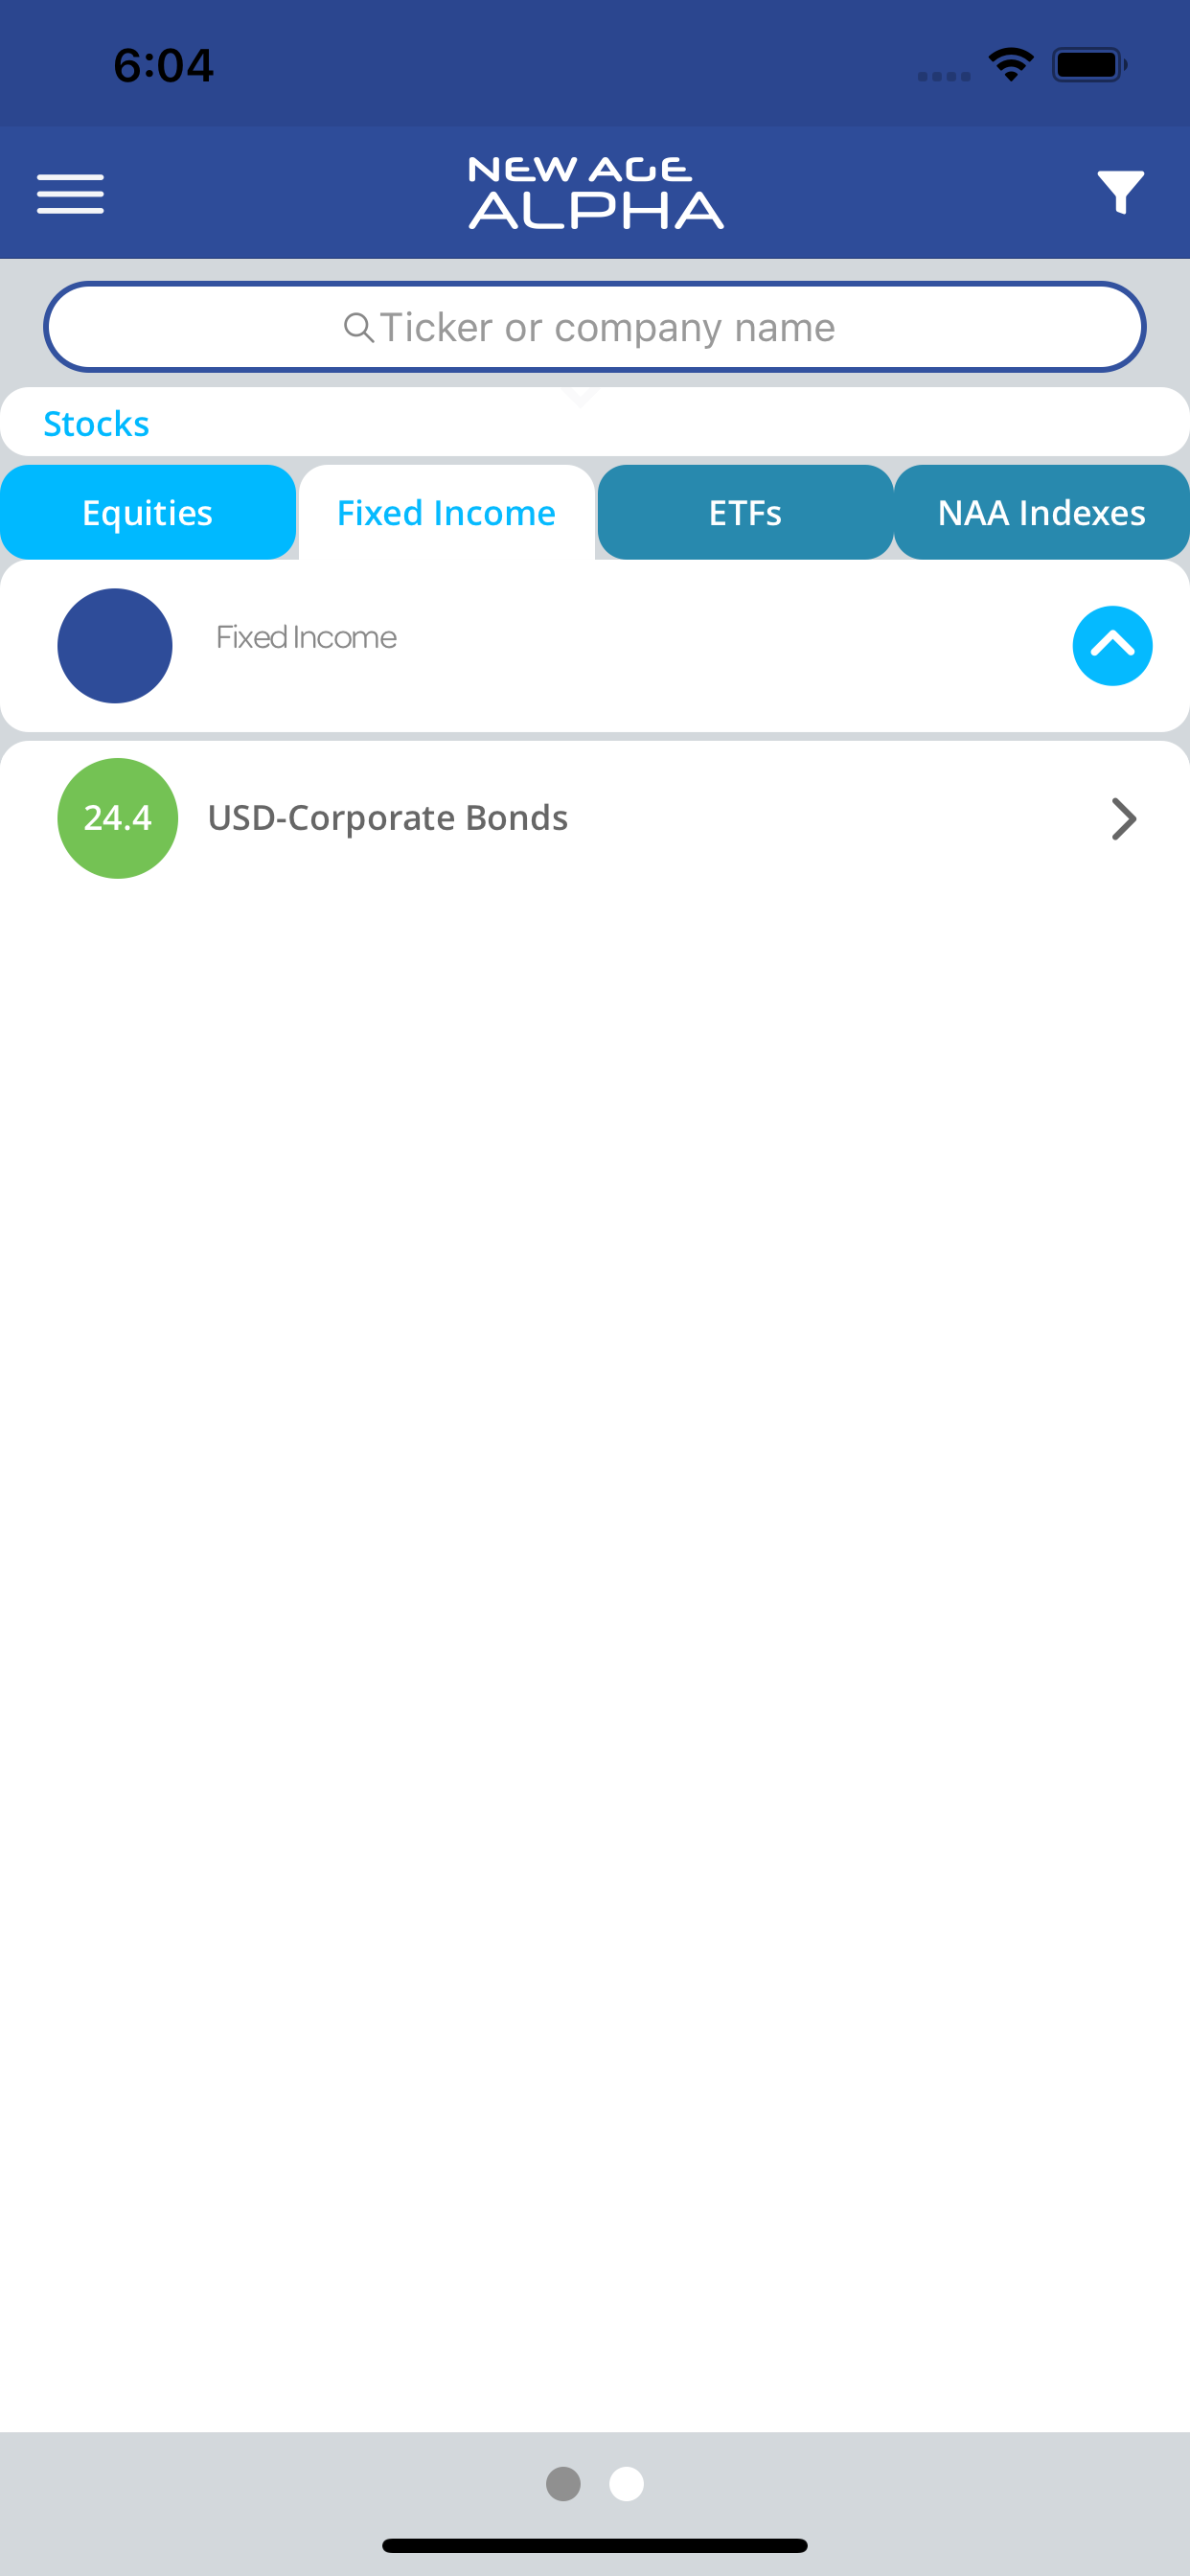 6:04
NEW AGE
ALPHA
Ticker or company name
Stocks
Equities
Fixed Income
ETFs
NAA Indexes
Fixed Income
24.4
USD-Corporate Bonds